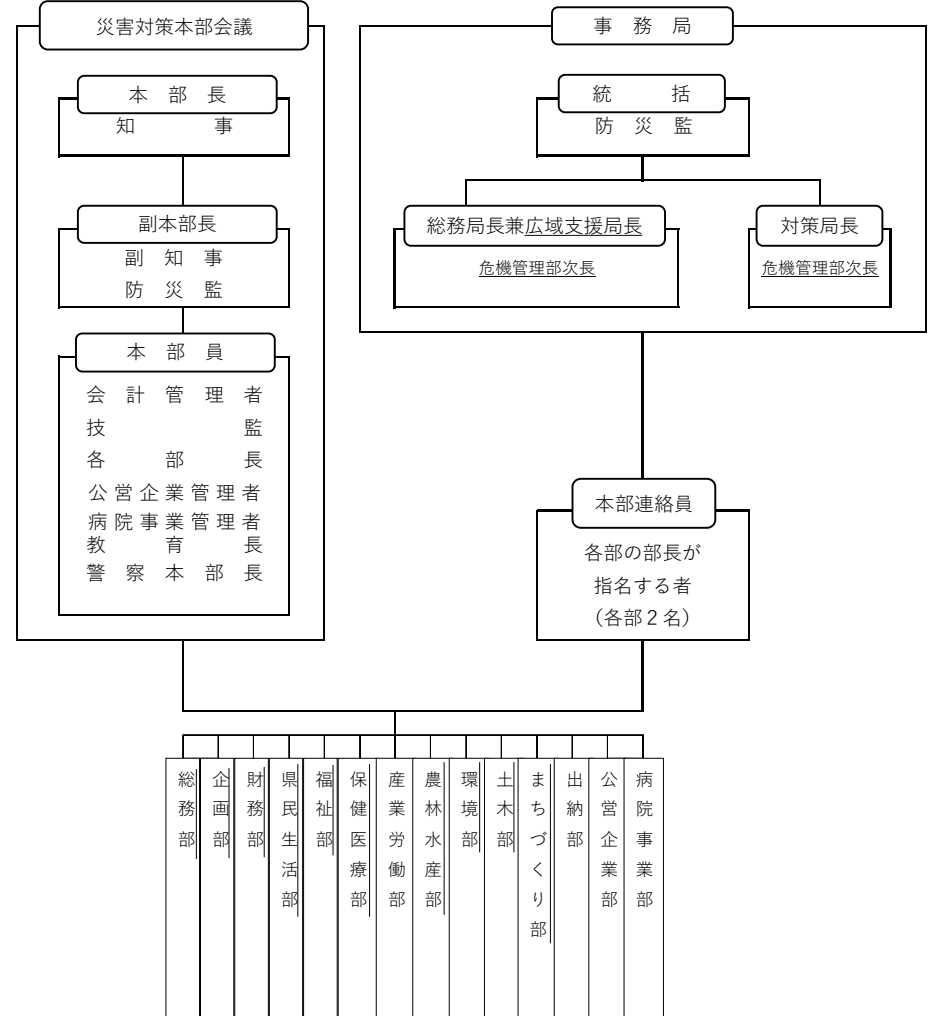 災害対策本部会議
本部長
知事
副本部長
副知事
防災監
本部員
会計管理者
技監
各部長
公営企業管理者
病院事業管理者
教育長
警察本部長
事務局
統括
防災監
総務局長兼広域支援局長
危機管理部次長
対策局長
危機管理部次長
本部連絡員
各部の部長が
指名する者
（各部２名）
総務部
企画部
財務部
県民生活部
福祉部
保健医療部
産業労働部
農林水産部
環境部
土木部
まちづくり部
出納部
公営企業部
病院事業部